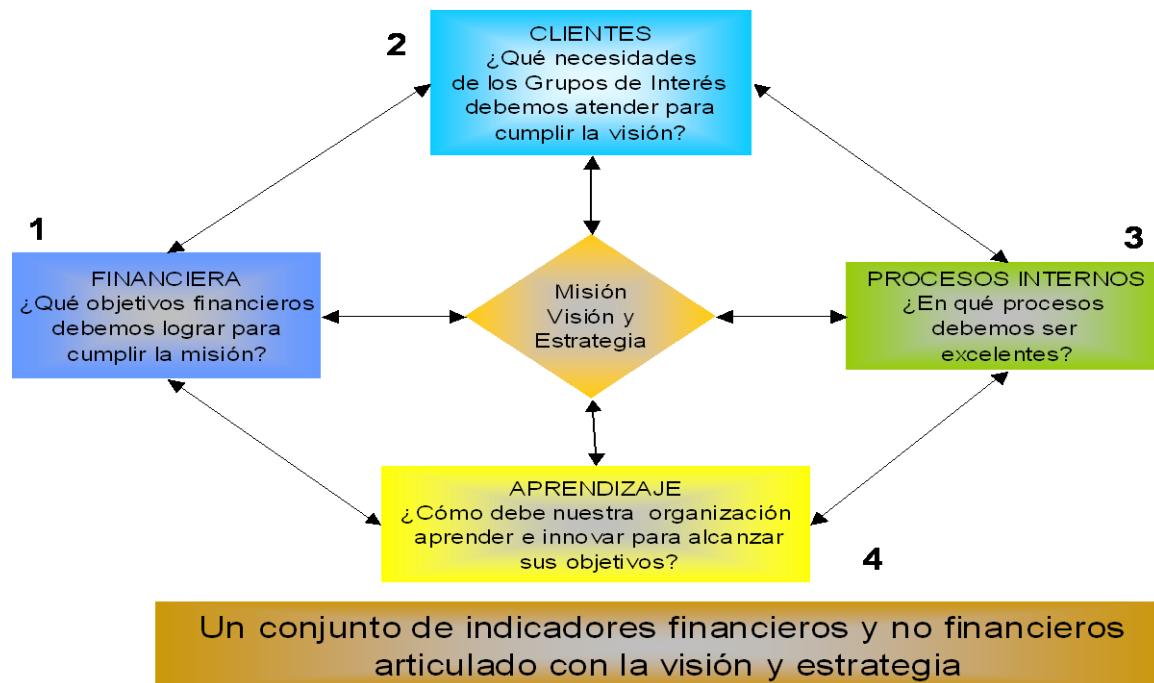 2
CLIENTES
¿Qué necesidades
de los Grupos de Interés
debemos atender para
cumplir la visión?
1
FINANCIERA
¿Qué objetivos financieros
debemos lograr para
cumplir la misión?
Misión
Visión y
Estrategia
3
PROCESOS INTERNOS
¿En qué procesos
debemos ser
excelentes?
APRENDIZAJE
¿Cómo debe nuestra organización
aprender e innovar para alcanzar
sus objetivos?
4
Un conjunto de indicadores financieros y no financieros
articulado con la visión y estrategia